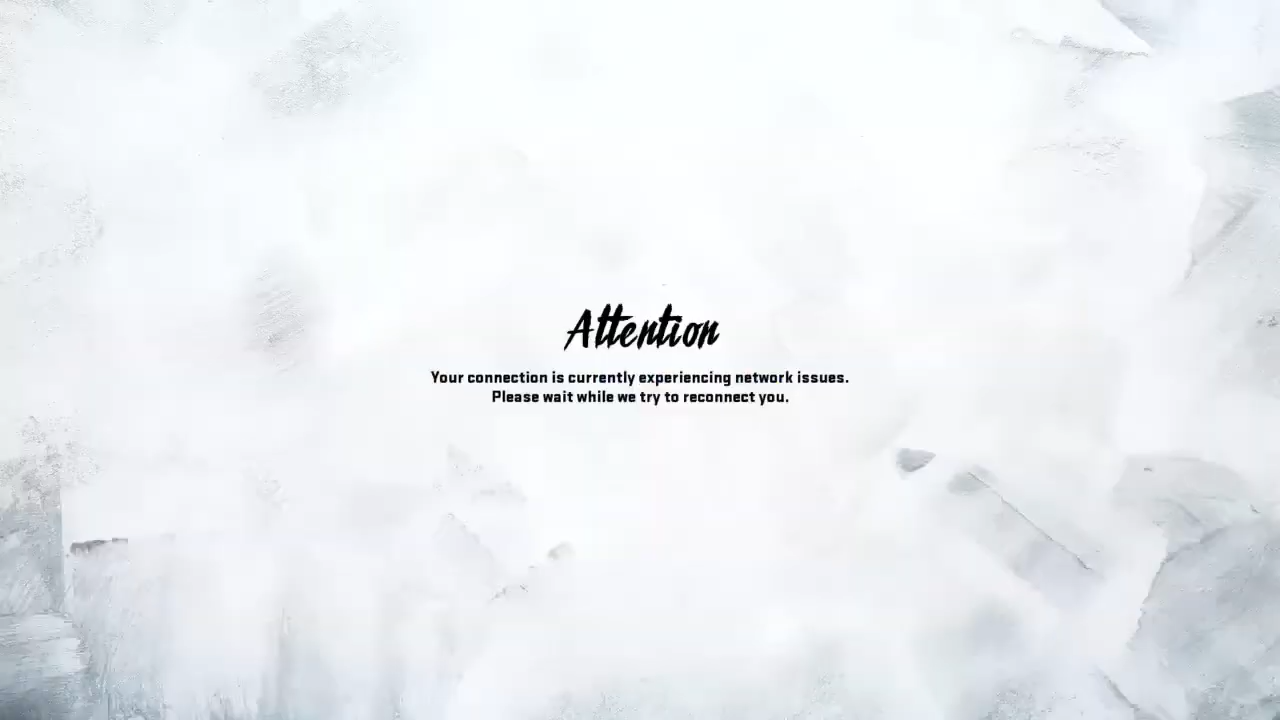 Attention
Your connection is currently experiencing network issues.
Please wait while we try to reconnect you.